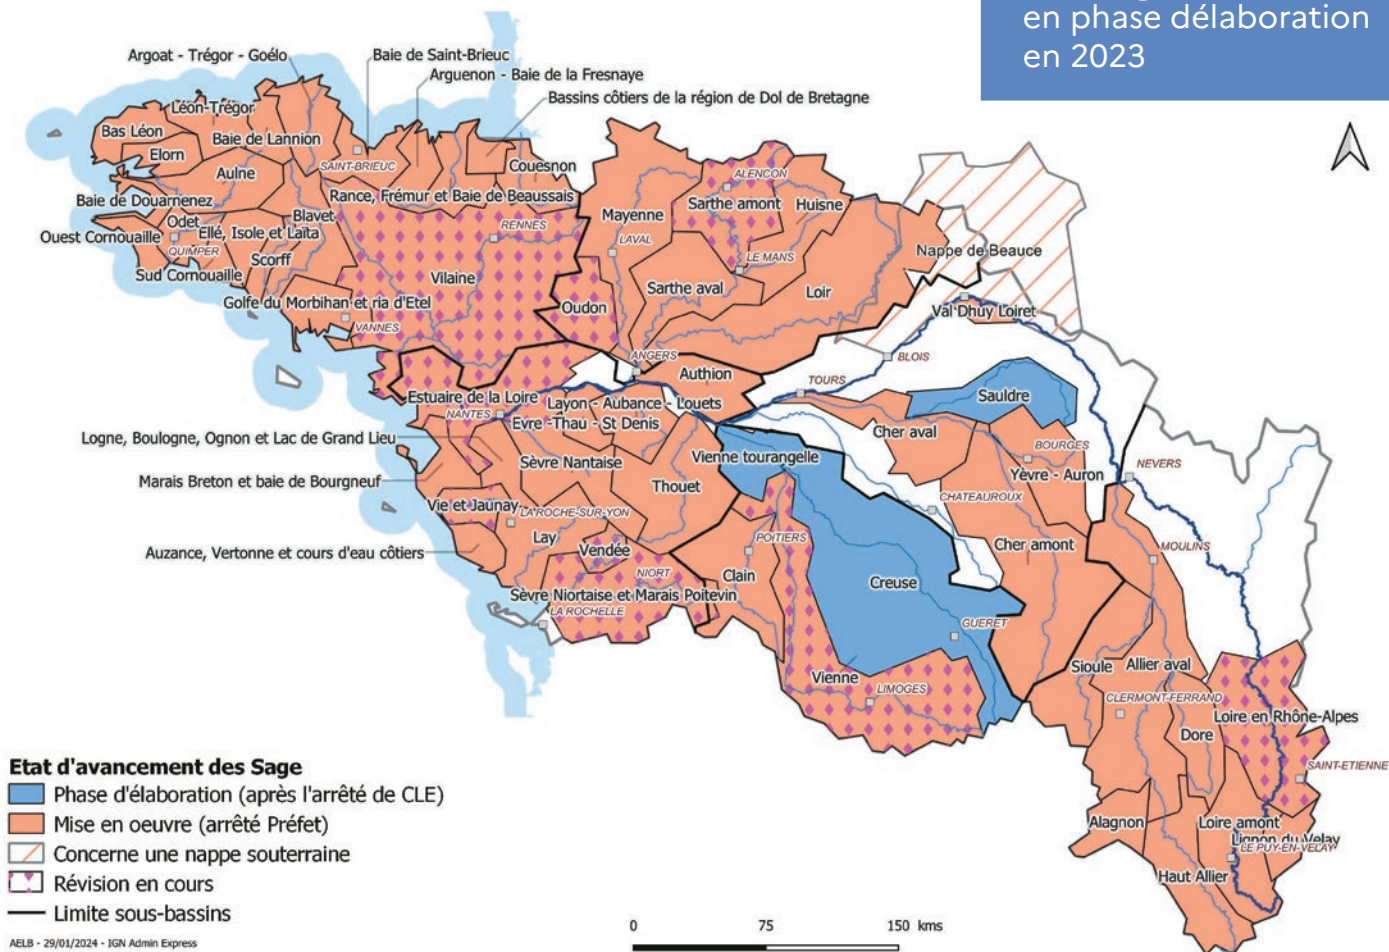 en phase délaboration
en 2023
Argoat - Trégor - Goélo
Baie de Saint-Brieuc
Arguenon - Baie de la Fresnaye
Bassins côtiers de la région de Dol de Bretagne
Léon-Trégor
Bas Léon
Baie de Lannion
Elorn
SAINT-BRIEUC
Couesnon
ALENCON
Aulne
Baie de Douarnenez
Rance, Frémur et Baie de Beaussais
Sarthe amont
Huisne
Odet
Blavet
Mayenne
Ouest Cornouaille
Ellé, Isole et Laïta
RENNES
LAVAL
QUIMPER
Scorff
Nappe de Beauce
Sud Cornouaille
Vilaine
LE MANS
Sarthe aval
Loir
Golfe du Morbihan et ria d'Etel
Oudon
Val Dhuy Loiret
VANNES
ANGERS
BLOIS
Authion
TOURS
Estuaire de la Loire
Layon - Aubance - Louets
Sauldre
NANTES
Evre -Thau - St Denis
Cher aval
Logne, Boulogne, Ognon et Lac de Grand Lieu
BOURGES
Vienne tourangelle
Sèvre Nantaise
NEVERS
Marais Breton et baie de Bourgneuf
Thouet
Yèvre - Auron
Vie et Jaunay
LA ROCHE-SUR-YON
CHATEAUROUX
Lay
POITIERS
Cher amont
MOULINS
Auzance, Vertonne et cours d'eau côtiers
Vendée
NIORT
Clain
Creuse
Sèvre Niortaise et Marais Poitevin
LA ROCHELLE
GUERET
Sioule
Allier aval
Vienne
LIMOGES
CLERMONT-FERRAND
Loire en Rhône-Alpes
Dore
SAINT-ETIENNE
Alagnon
Loire amont
Lignon du Velay
LE PUY-EN-VELAY
Haut Allier
Etat d'avancement des Sage
Phase d'élaboration (après l'arrêté de CLE)
Mise en oeuvre (arrêté Préfet)
Concerne une nappe souterraine
Révision en cours
Limite sous-bassins
0 75 150 kms
AELB - 29/01/2024 - IGN Admin Express